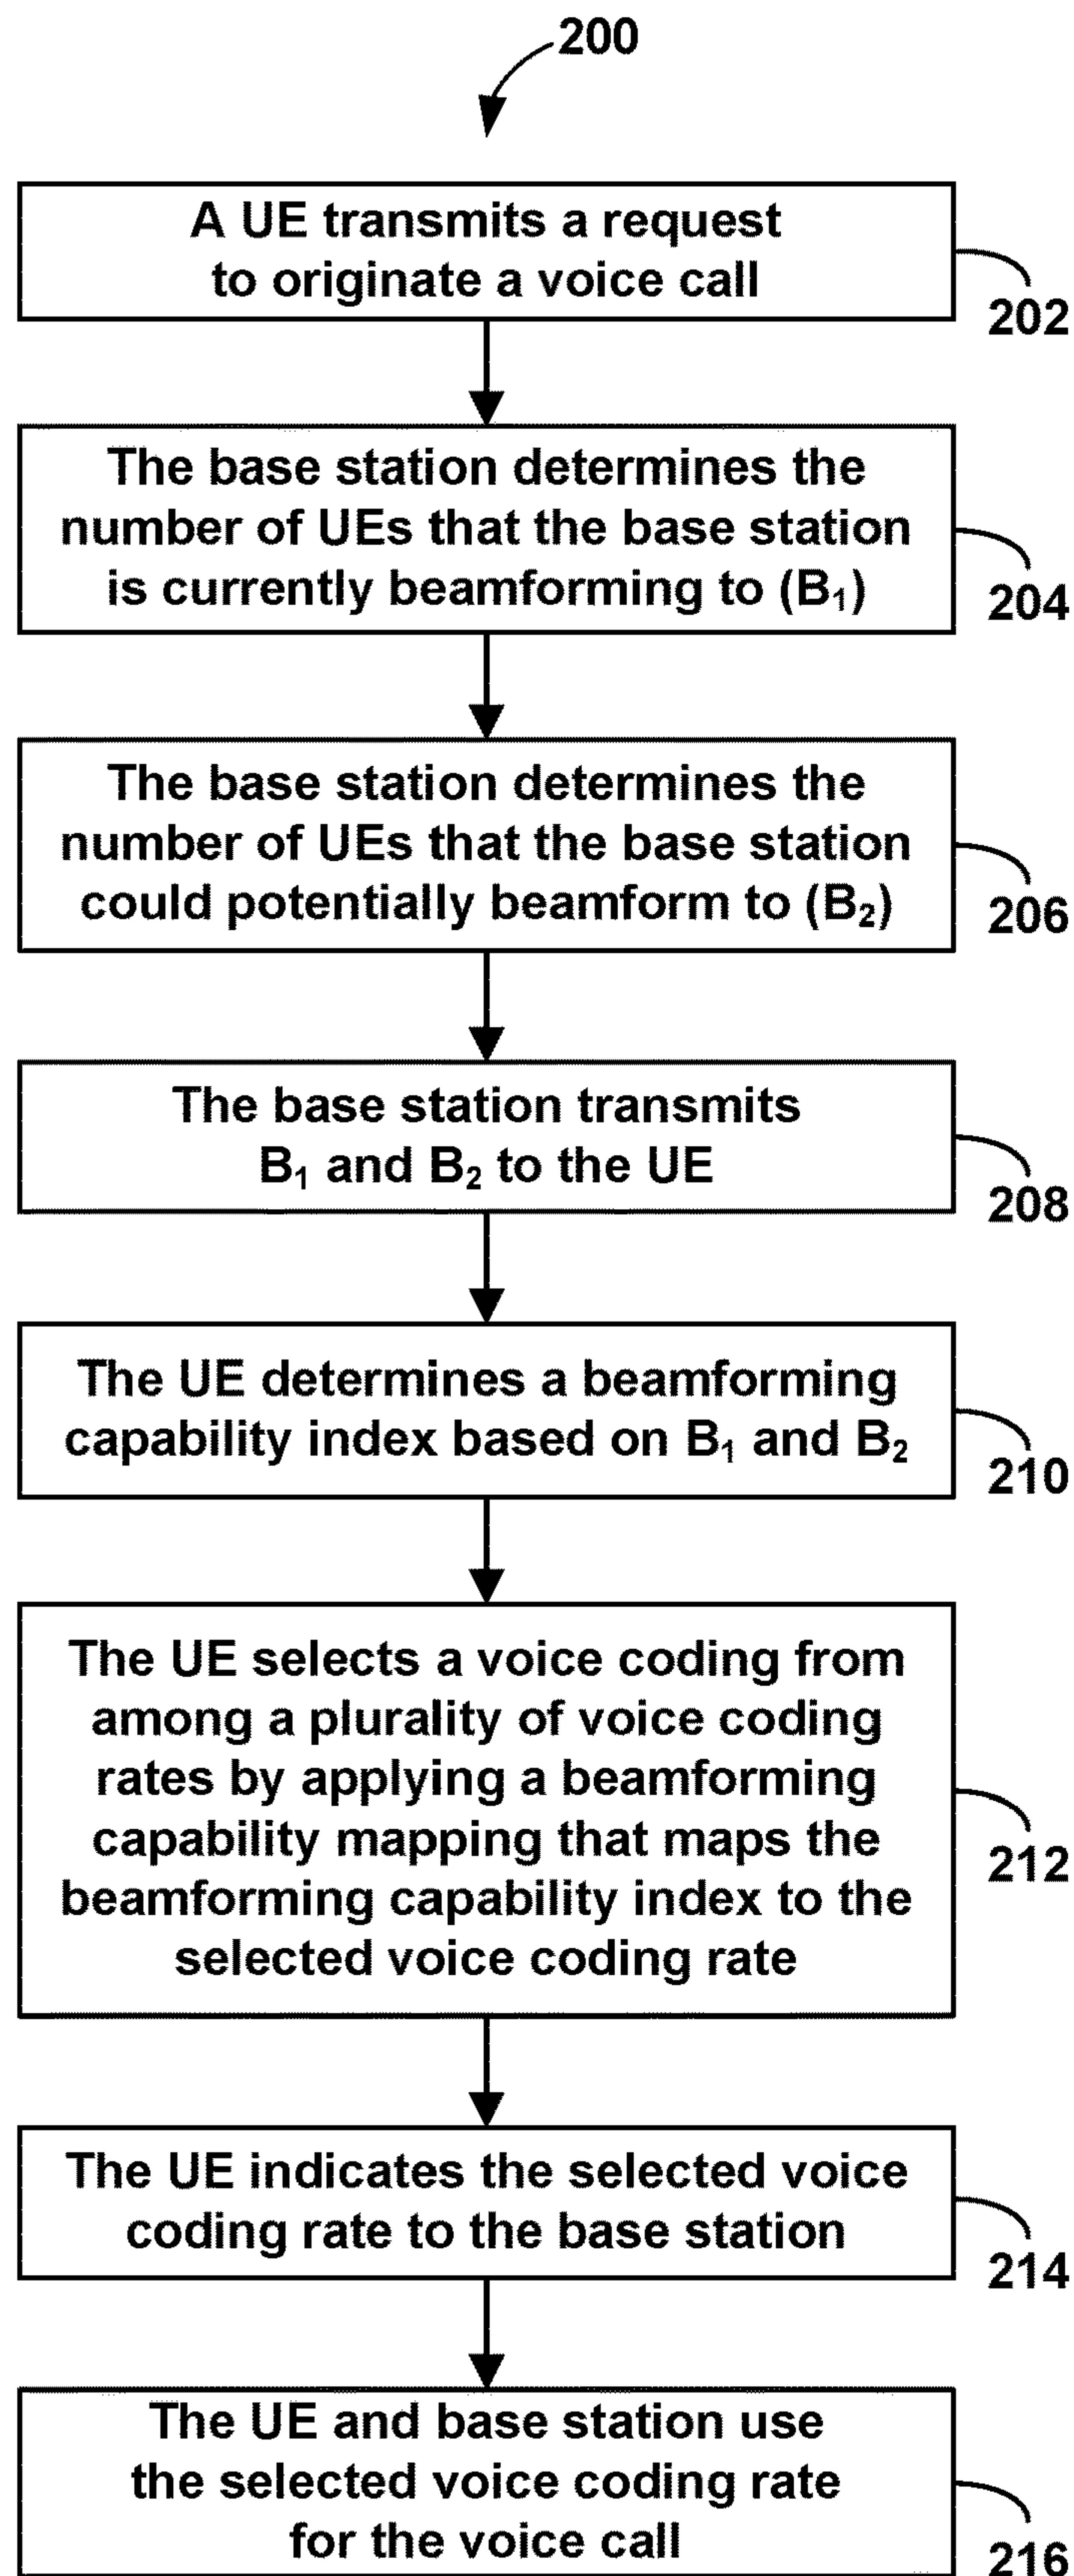 200
A UE transmits a request
to originate a voice call
202
The base station determines the
number of UEs that the base station
is currently beamforming to (B₁)
204
The base station determines the
number of UEs that the base station
could potentially beamform to (B₂)
206
The base station transmits
B₁ and B₂ to the UE
208
The UE determines a beamforming
capability index based on B₁ and B₂
210
The UE selects a voice coding from
among a plurality of voice coding
rates by applying a beamforming
capability mapping that maps the
beamforming capability index to the
selected voice coding rate
212
The UE indicates the selected voice
coding rate to the base station
214
The UE and base station use
the selected voice coding rate
for the voice call
216